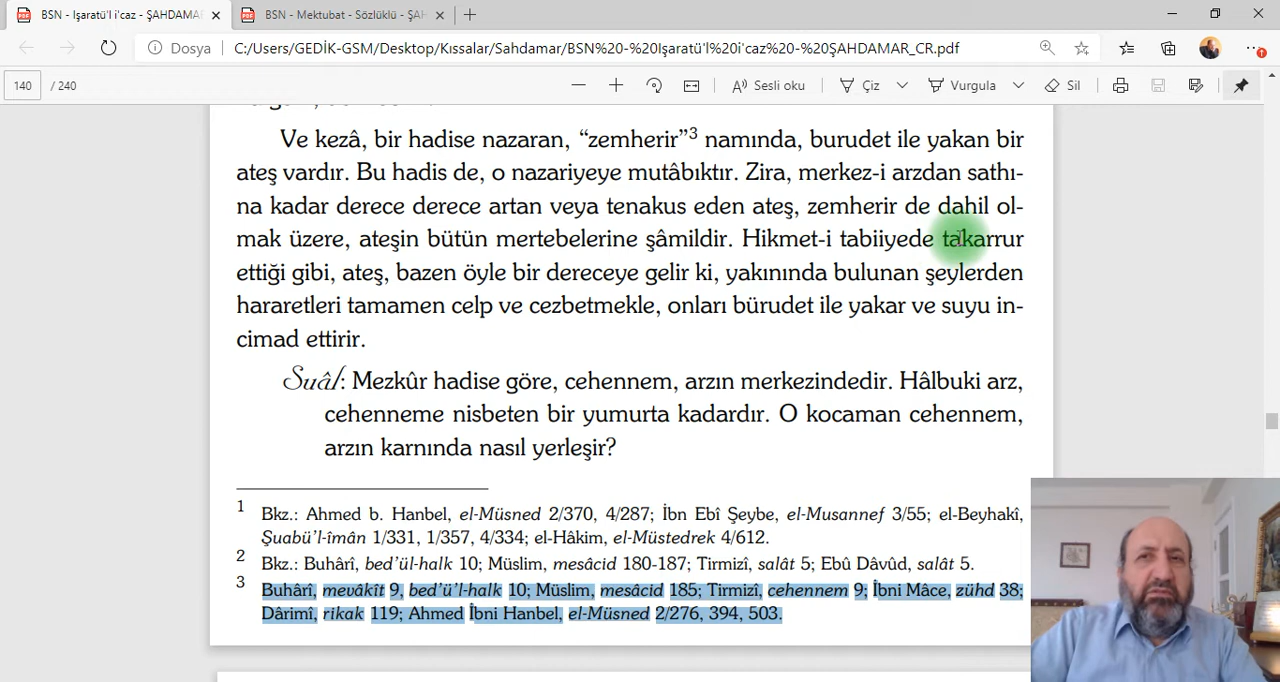 BSN - Işaratü'l i'caz - ŞAHDAMAR
BSN - Mektubat - Sözlüklü - ŞAH
Dosya
C:/Users/GEDİK-GSM/Desktop/Kıssalar/Sahdamar/BSN%20-%20Işaratü'l%20i'caz%20-%20ŞAHDAMAR_CR.pdf
140 / 240
Sesli oku
Çiz
Vurgula
Sil
Ve kezâ, bir hadise nazaran, “zemherir”3 namında, burudet ile yakan bir
ateş vardır. Bu hadis de, o nazariyeye mutâbıktır. Zira, merkez-i arzdan sathı-
na kadar derece derece artan veya tenakus eden ateş, zemherir de dahil ol-
mak üzere, ateşin bütün mertebelerine şâmildir. Hikmet-i tabiiyede takarrur
ettiği gibi, ateş, bazen öyle bir dereceye gelir ki, yakınında bulunan şeylerden
hararetleri tamamen celp ve cezbetmekle, onları bürudet ile yakar ve suyu in-
cimad ettirir.
Suâl: Mezkûr hadise göre, cehennem, arzın merkezindedir. Hâlbuki arz,
cehenneme nisbeten bir yumurta kadardır. O kocaman cehennem,
arzın karnında nasıl yerleşir?
1 Bkz.: Ahmed b. Hanbel, el-Müsned 2/370, 4/287; İbn Ebî Şeybe, el-Musannef 3/55; el-Beyhakî,
Şuabü'l-îmân 1/331, 1/357, 4/334; el-Hâkim, el-Müstedrek 4/612.
2 Bkz.: Buhârî, bed'ül-halk 10; Müslim, mesâcid 180-187; Tirmizî, salât 5; Ebû Dâvûd, salât 5.
3 Buhârî, mevâkît 9, bed'ü'l-halk 10; Müslim, mesâcid 185; Tirmizî, cehennem 9; İbni Mâce, zühd 38;
Dârimî, rikak 119; Ahmed İbni Hanbel, el-Müsned 2/276, 394, 503.